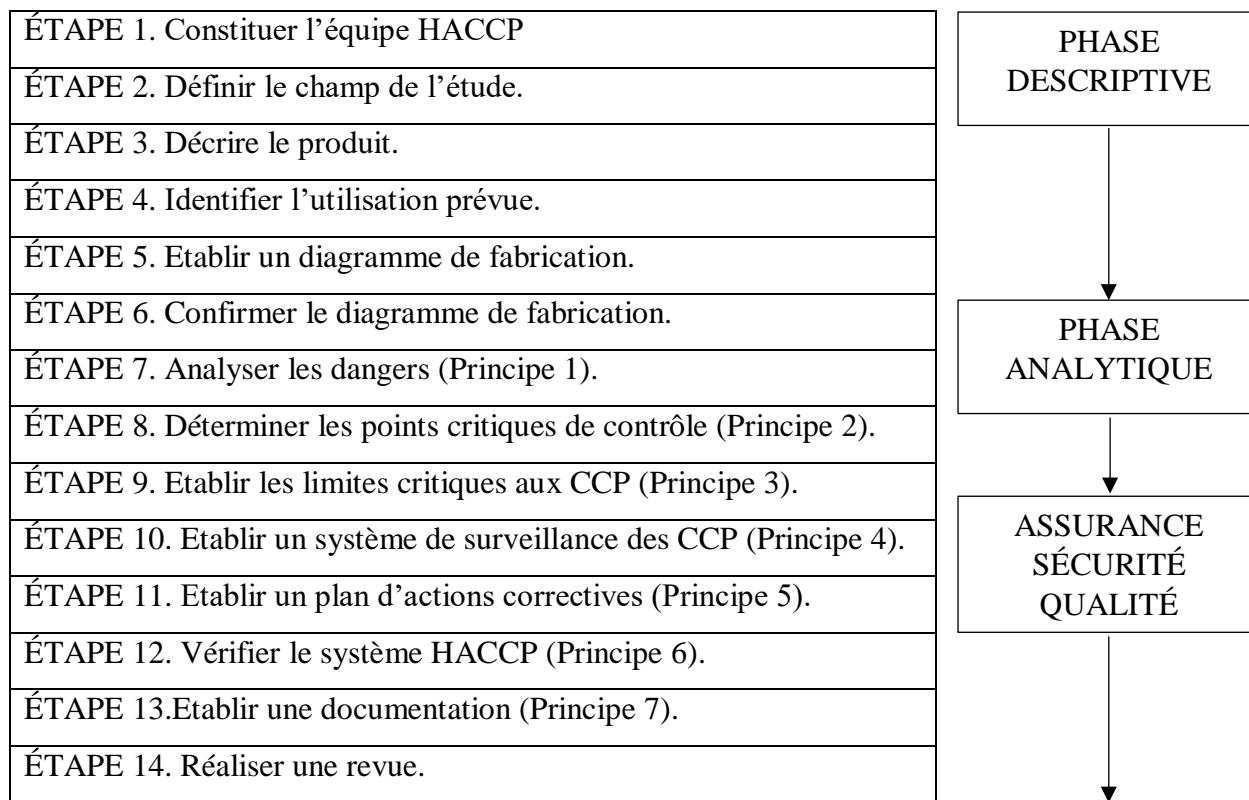 ÉTAPE 1. Constituer l’équipe HACCP
ÉTAPE 2. Définir le champ de l’étude.
ÉTAPE 3. Décrire le produit.
ÉTAPE 4. Identifier l’utilisation prévue.
ÉTAPE 5. Etablir un diagramme de fabrication.
ÉTAPE 6. Confirmer le diagramme de fabrication.
ÉTAPE 7. Analyser les dangers (Principe 1).
ÉTAPE 8. Déterminer les points critiques de contrôle (Principe 2).
ÉTAPE 9. Etablir les limites critiques aux CCP (Principe 3).
ÉTAPE 10. Etablir un système de surveillance des CCP (Principe 4).
ÉTAPE 11. Etablir un plan d’actions correctives (Principe 5).
ÉTAPE 12. Vérifier le système HACCP (Principe 6).
ÉTAPE 13.Etablir une documentation (Principe 7).
ÉTAPE 14. Réaliser une revue.
PHASE
DESCRIPTIVE
PHASE
ANALYTIQUE
ASSURANCE
SÉCURITÉ
QUALITÉ